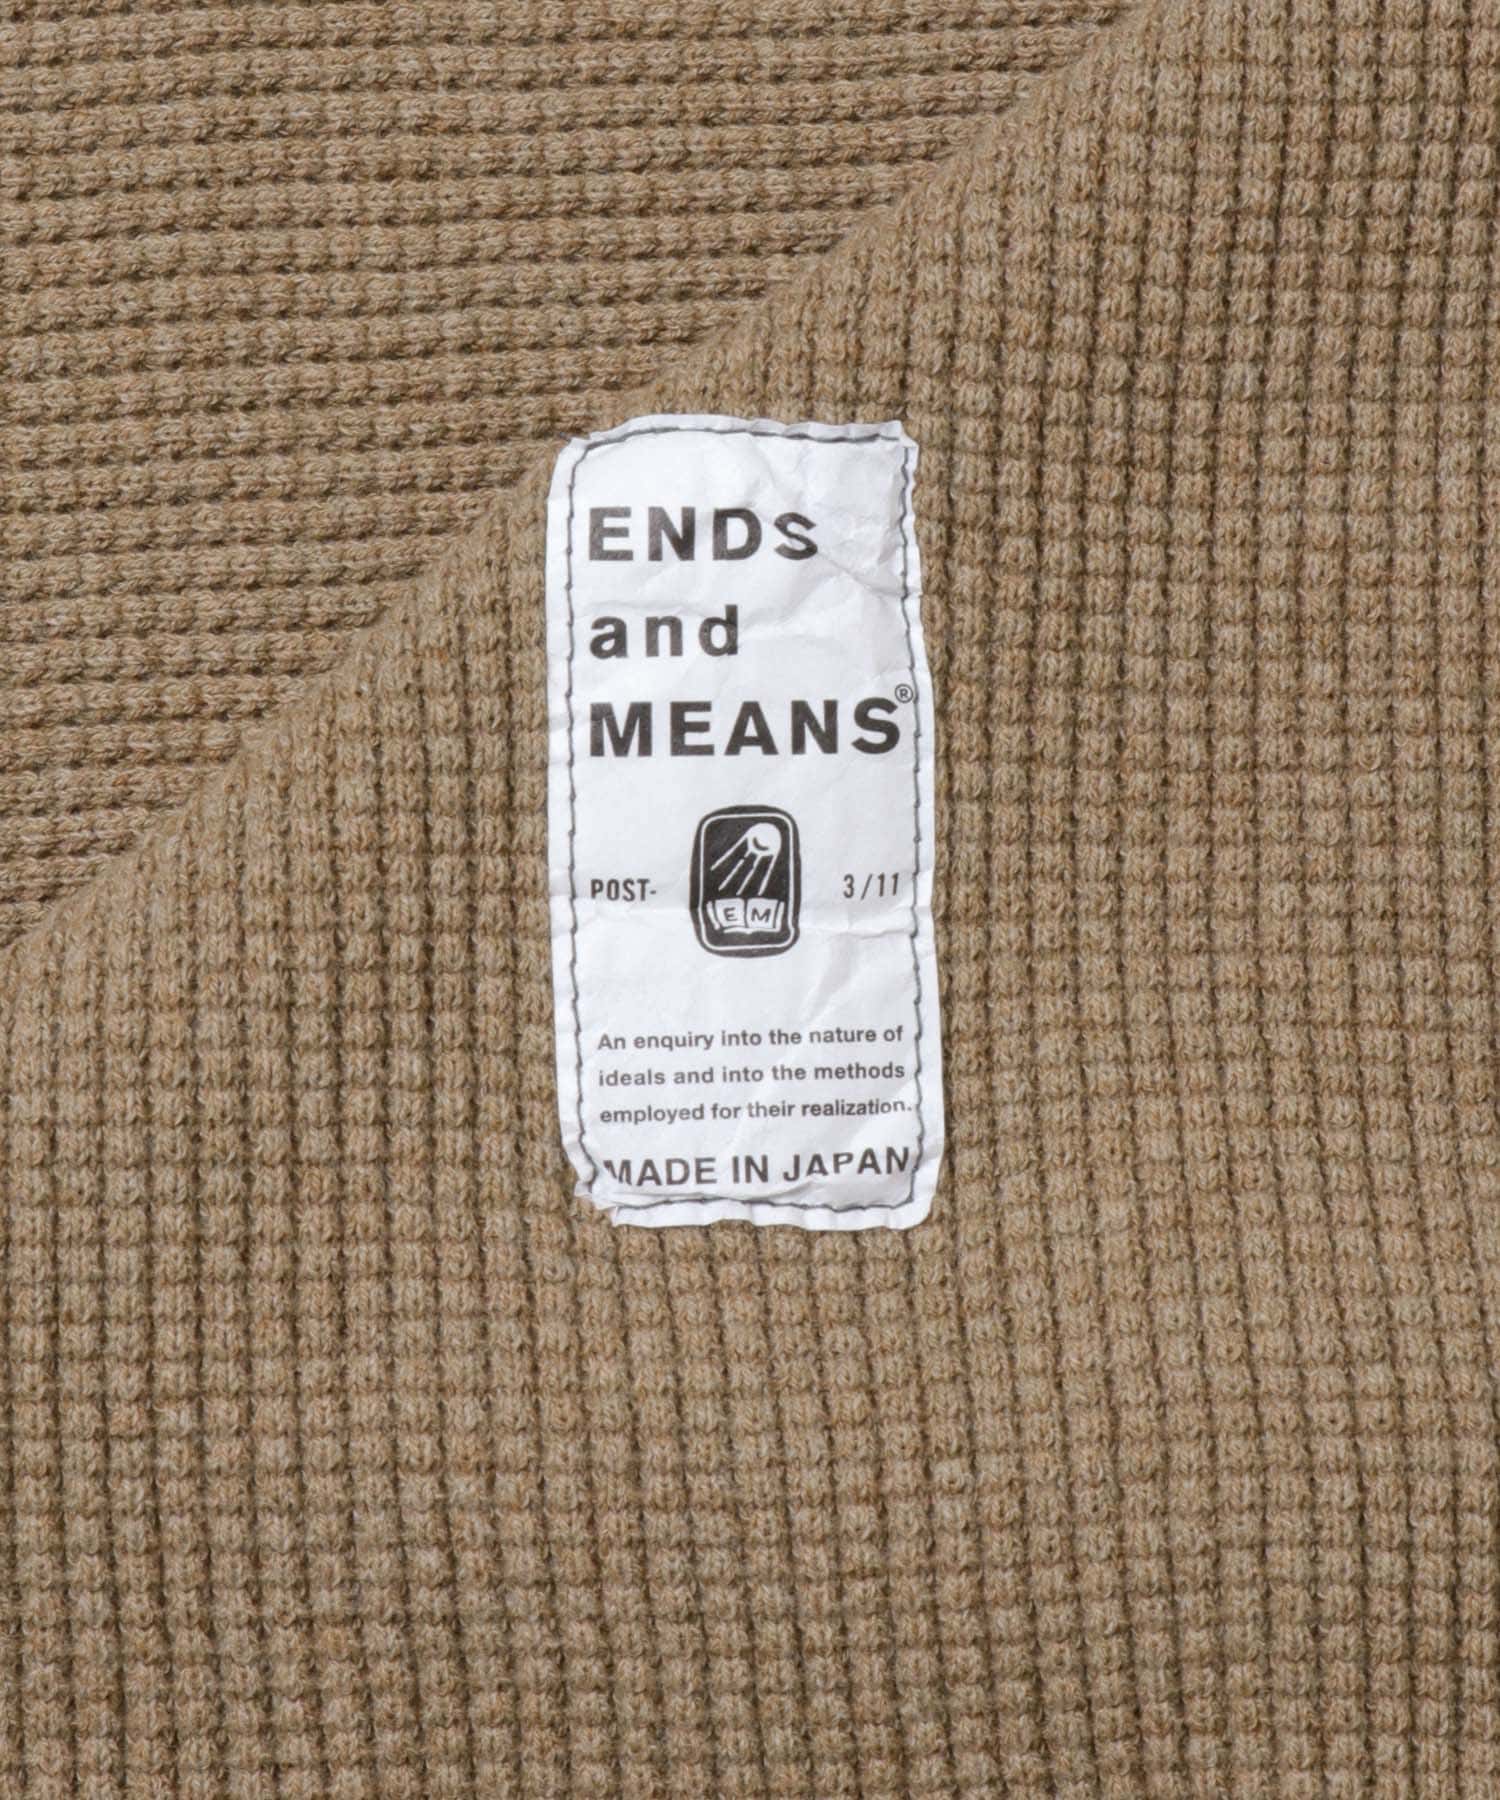 ENDs
and
MEANS®
POST- 3/11
E M
An enquiry into the nature of
ideals and into the methods
employed for their realization.
MADE IN JAPAN